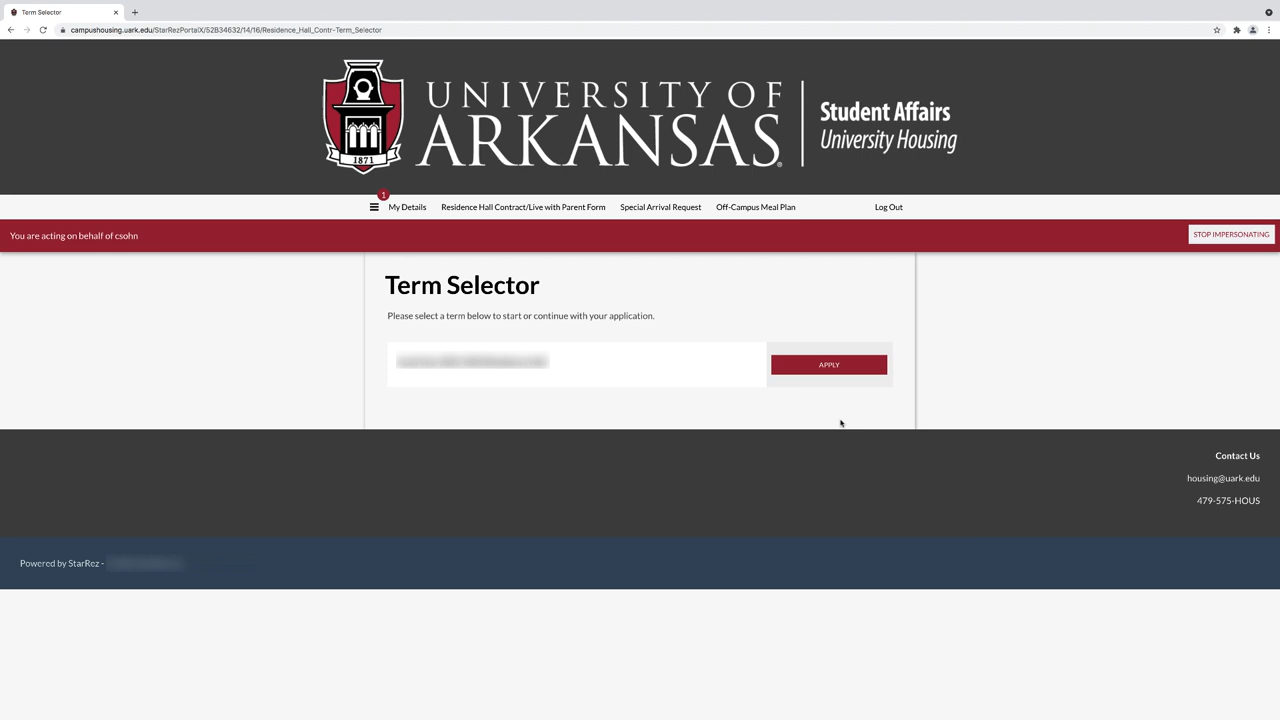 Term Selector
campushousing.uark.edu/StarRezPortalX/52B34632/14/16/Residence_Hall_Contr-Term_Selector
UNIVERSITY OF
ARKANSAS®
1871
Student Affairs
University Housing
1
My Details
Residence Hall Contract/Live with Parent Form
Special Arrival Request
Off-Campus Meal Plan
Log Out
You are acting on behalf of csohn
STOP IMPERSONATING
Term Selector
Please select a term below to start or continue with your application.
APPLY
Contact Us
housing@uark.edu
479-575-HOUS
Powered by StarRez -